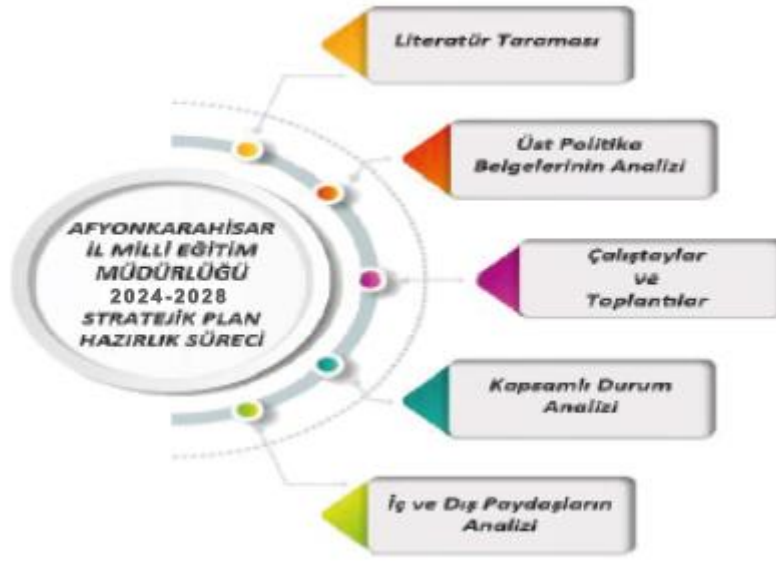 AFYONKARAHİSAR
İL MİLLİ EĞİTİM
MÜDÜRLÜĞÜ
2024-2028
STRATEJİK PLAN
HAZIRLIK SÜRECİ
Literatür Taraması
Üst Politika
Belgelerinin Analizi
Çalıştaylar
ve
Toplantılar
Kapsamlı Durum
Analizi
İç ve Dış Paydaşların
Analizi